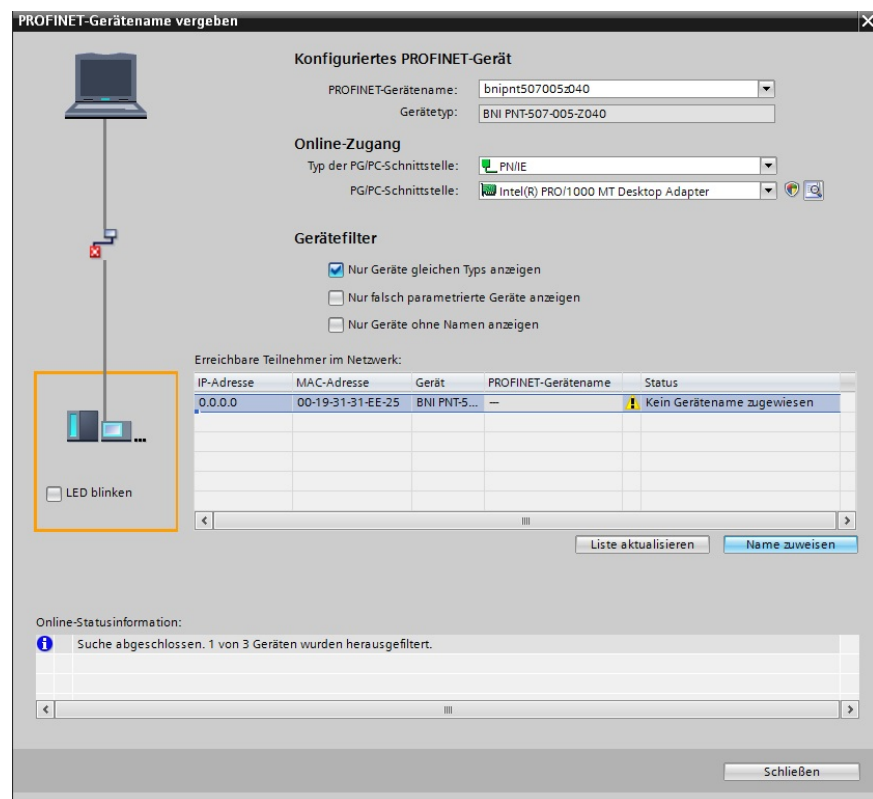 PROFINET-Gerätename vergeben
Konfiguriertes PROFINET-Gerät
PROFINET-Gerätename: bnipnt507005z040
Gerätetyp: BNI PNT-507-005-Z040
Online-Zugang
Typ der PG/PC-Schnittstelle: PN/IE
PG/PC-Schnittstelle: Intel(R) PRO/1000 MT Desktop Adapter
Gerätefilter
Nur Geräte gleichen Typs anzeigen
Nur falsch parametrierte Geräte anzeigen
Nur Geräte ohne Namen anzeigen
Erreichbare Teilnehmer im Netzwerk:
IP-Adresse MAC-Adresse Gerät PROFINET-Gerätename Status
0.0.0.0 00-19-31-31-EE-25 BNI PNT-5... — Kein Gerätename zugewiesen
...
LED blinken
Liste aktualisieren Name zuweisen
Online-Statusinformation:
Suche abgeschlossen. 1 von 3 Geräten wurden herausgefiltert.
Schließen